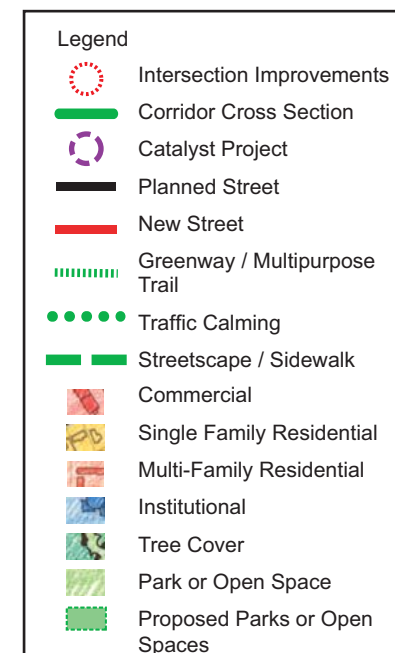 Legend
Intersection Improvements
Corridor Cross Section
Catalyst Project
Planned Street
New Street
Greenway / Multipurpose
Trail
Traffic Calming
Streetscape / Sidewalk
Commercial
Single Family Residential
Multi-Family Residential
Institutional
Tree Cover
Park or Open Space
Proposed Parks or Open
Spaces